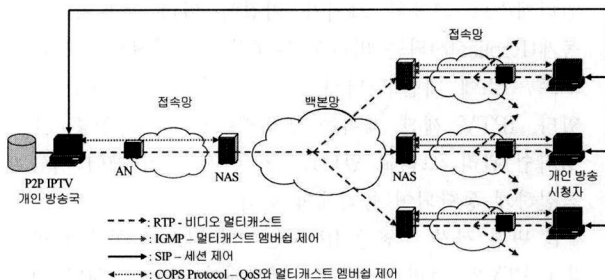 접속망
접속망
백본망
AN
NAS
NAS
P2P IPTV
개인 방송국
개인 방송
시청자
: RTP - 비디오 멀티캐스트
: IGMP – 멀티캐스트 멤버쉽 제어
: SIP – 세션 제어
: COPS Protocol – QoS와 멀티캐스트 멤버쉽 제어